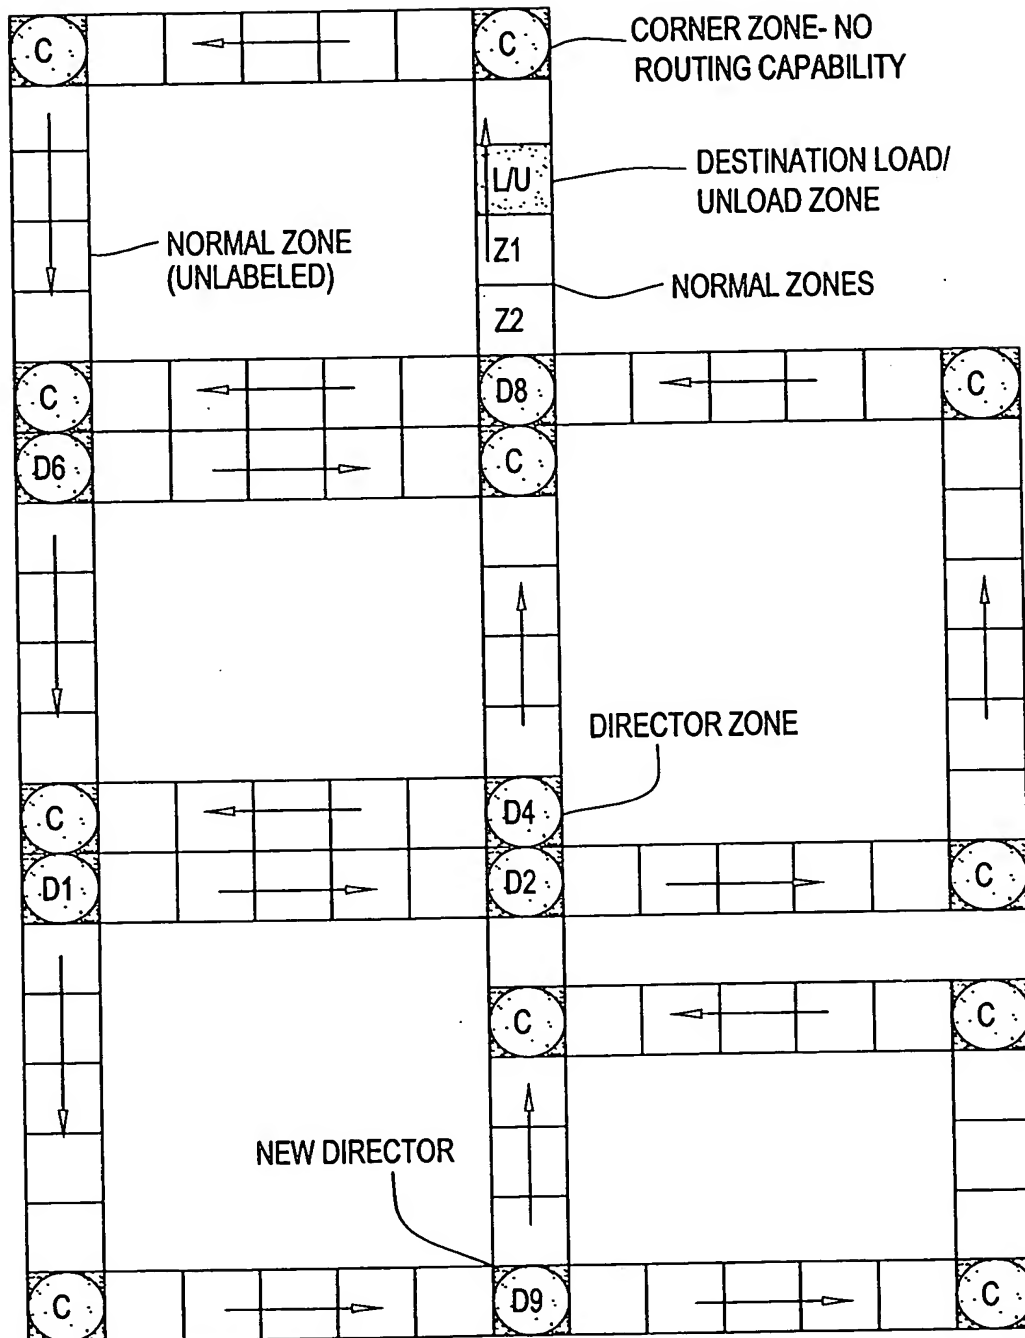 C
C
CORNER ZONE- NO
ROUTING CAPABILITY
L/U
DESTINATION LOAD/
UNLOAD ZONE
NORMAL ZONE
(UNLABELED)
Z1
NORMAL ZONES
Z2
C
D8
C
D6
C
DIRECTOR ZONE
C
D4
D1
D2
C
C
C
NEW DIRECTOR
C
D9
C